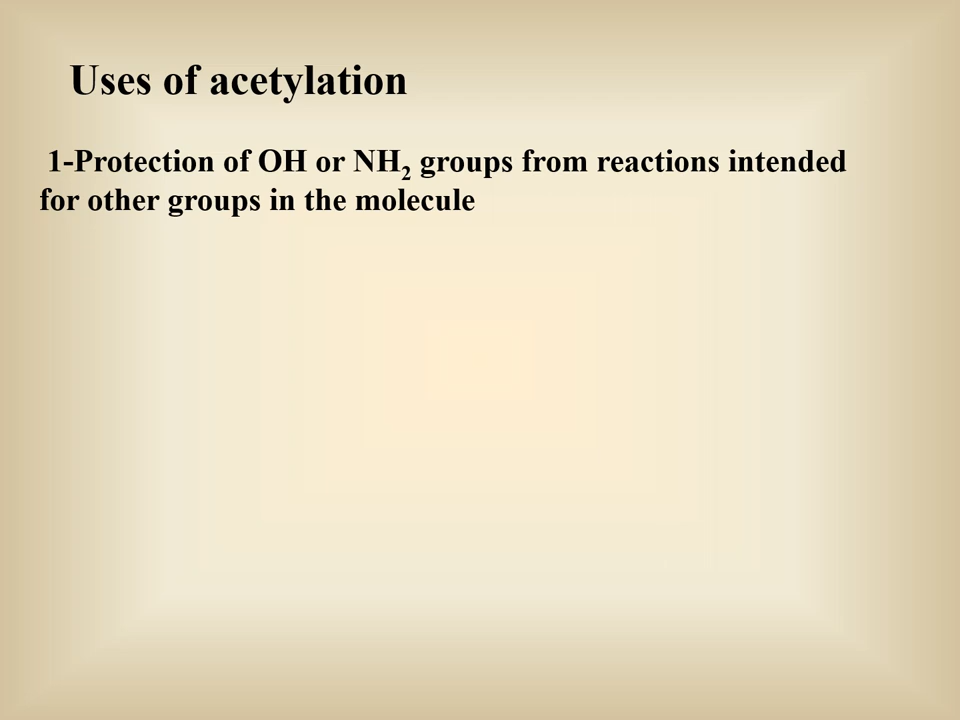 Uses of acetylation
1-Protection of OH or NH₂ groups from reactions intended
for other groups in the molecule